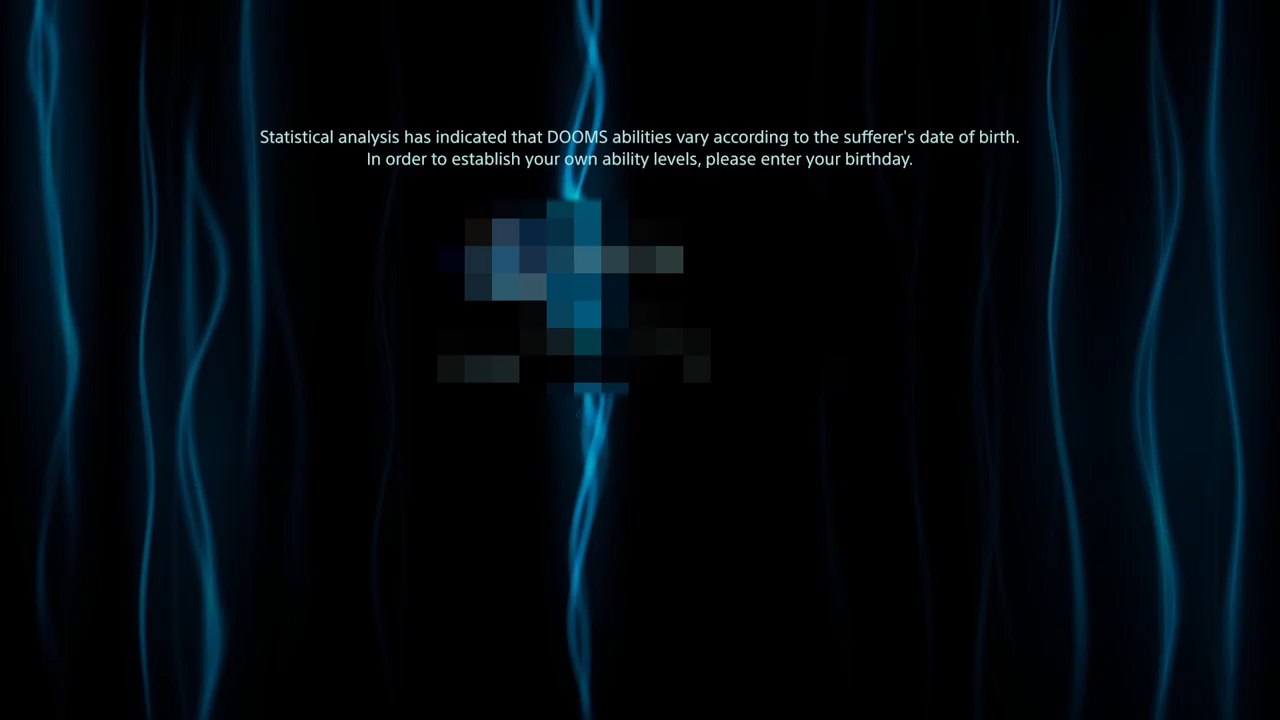 Statistical analysis has indicated that DOOMS abilities vary according to the sufferer's date of birth.
In order to establish your own ability levels, please enter your birthday.